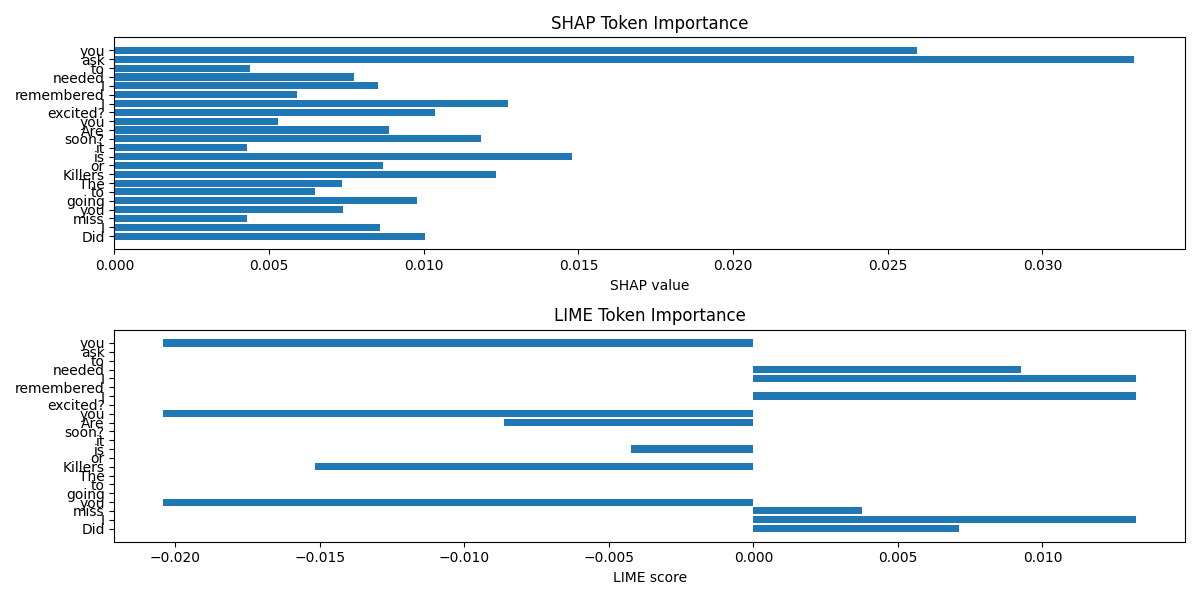 SHAP Token Importance
you
ask
to
needed
I
remembered
I
excited?
you
Are
soon?
it
is
or
Killers
The
to
going
you
miss
I
Did
0.000 0.005 0.010 0.015 0.020 0.025 0.030
SHAP value
LIME Token Importance
you
ask
to
needed
I
remembered
I
excited?
you
Are
soon?
it
is
or
Killers
The
to
going
you
miss
I
Did
−0.020 −0.015 −0.010 −0.005 0.000 0.005 0.010
LIME score